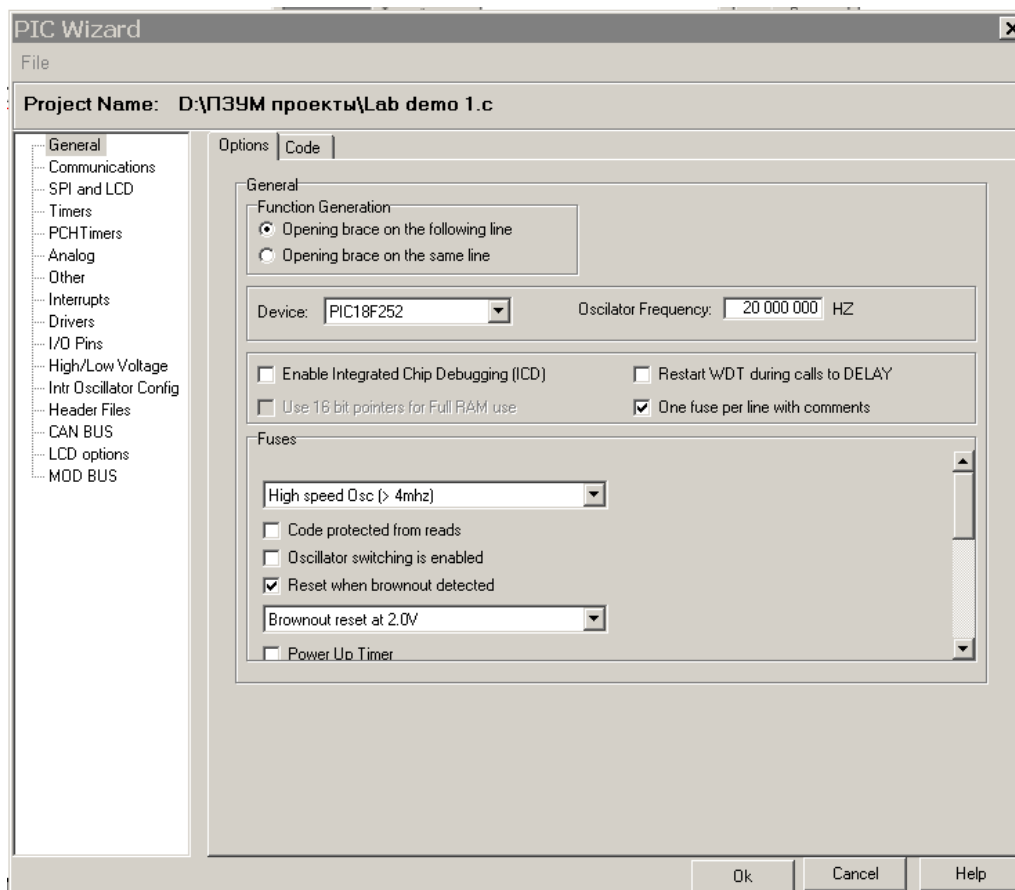 PIC Wizard
File
Project Name: D:\ПЗУМ проекты\Lab demo 1.c
General
Communications
SPI and LCD
Timers
PCHTimers
Analog
Other
Interrupts
Drivers
I/O Pins
High/Low Voltage
Intr Oscillator Config
Header Files
CAN BUS
LCD options
MOD BUS
Options Code
General
Function Generation
Opening brace on the following line
Opening brace on the same line
Device: PIC18F252 Oscilator Frequency: 20 000 000 HZ
Enable Integrated Chip Debugging (ICD) Restart WDT during calls to DELAY
Use 16 bit pointers for Full RAM use One fuse per line with comments
Fuses
High speed Osc (> 4mhz)
Code protected from reads
Oscillator switching is enabled
Reset when brownout detected
Brownout reset at 2.0V
Power Up Timer
Ok Cancel Help